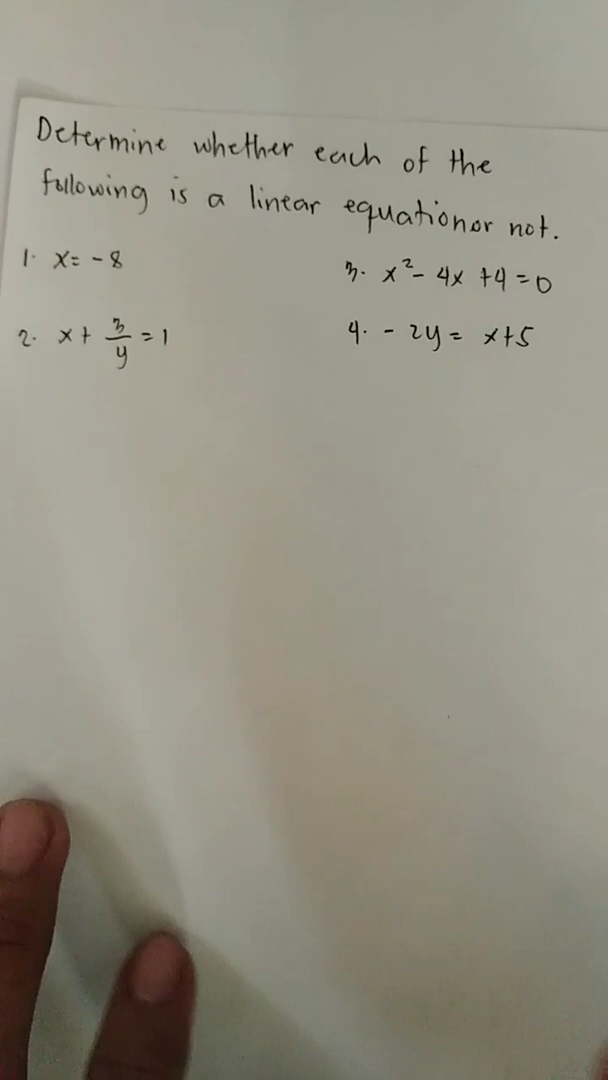 Determine whether each of the
following is a linear equation or not.
1. x = -8
3. x² - 4x + 4 = 0
2. x + 3/y = 1
4. - 2y = x+5